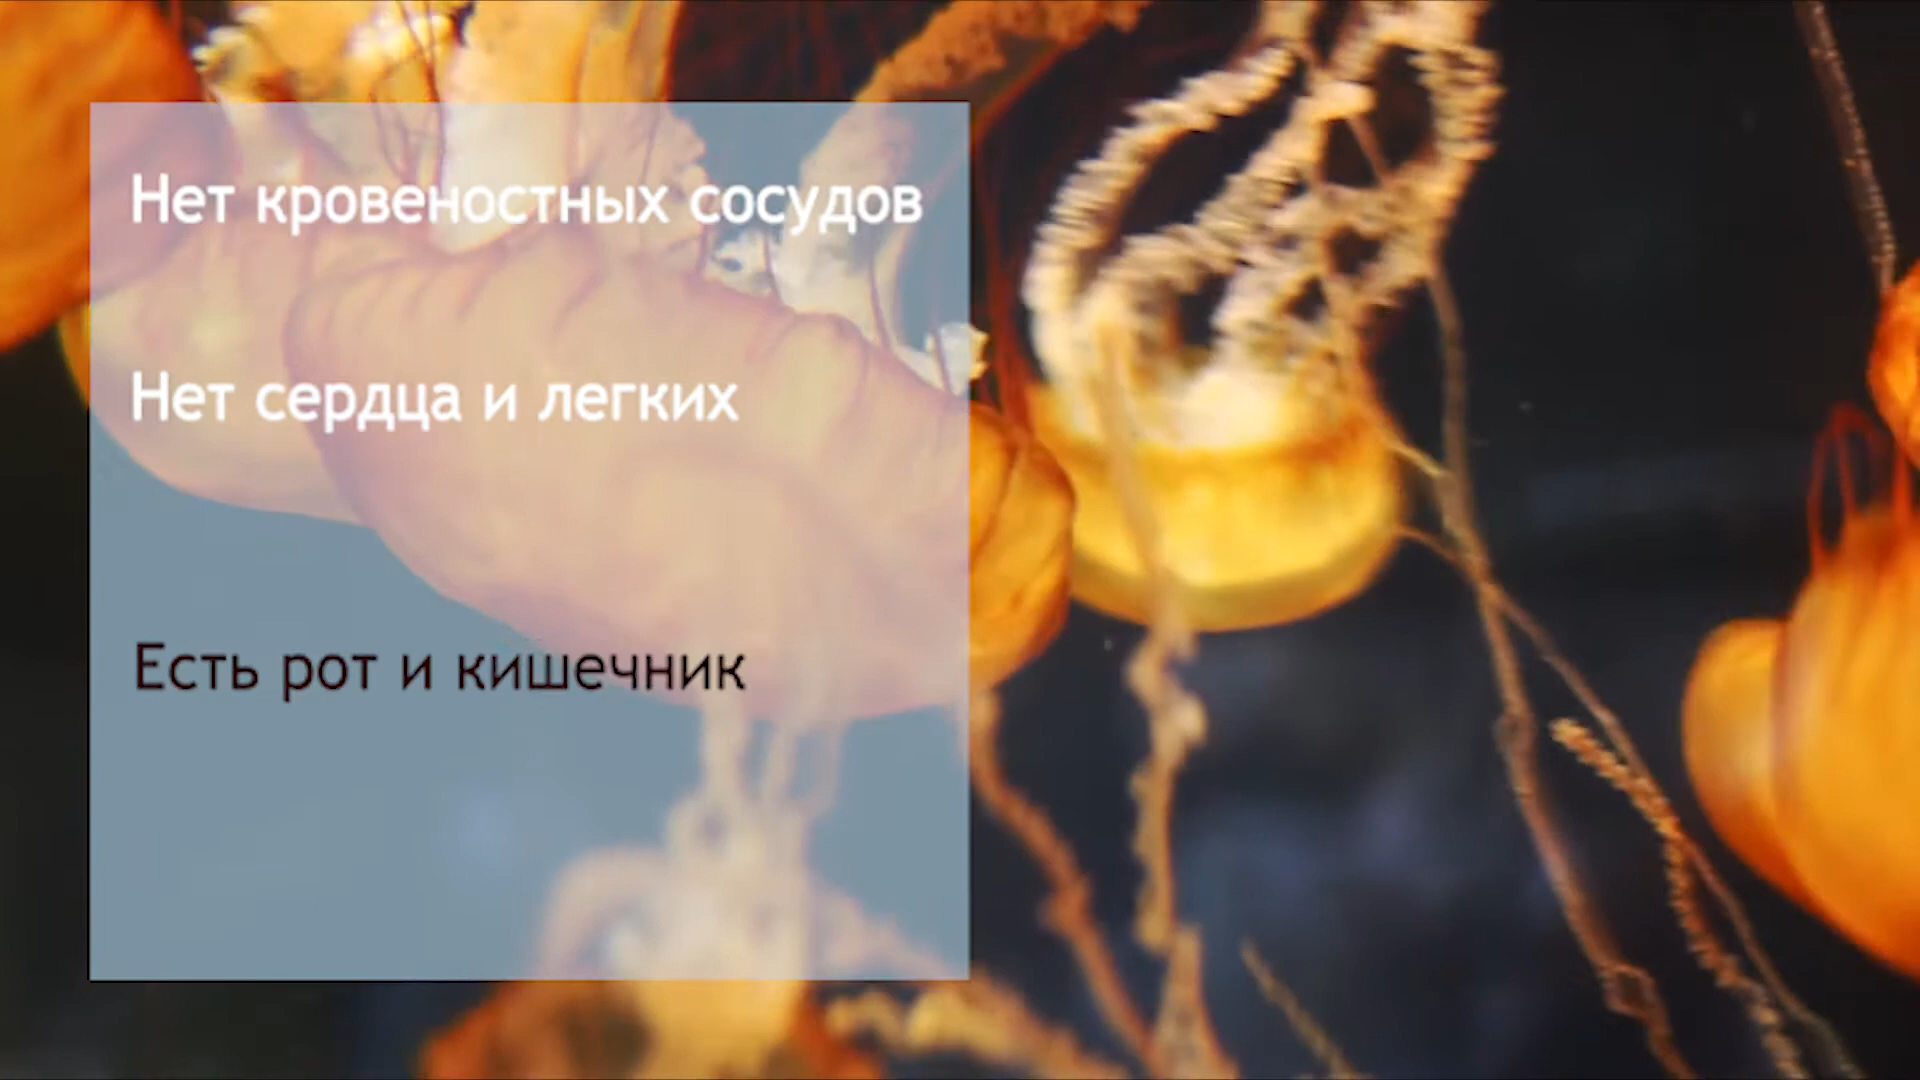 Нет кровеностных сосудов
Нет сердца и легких
Есть рот и кишечник